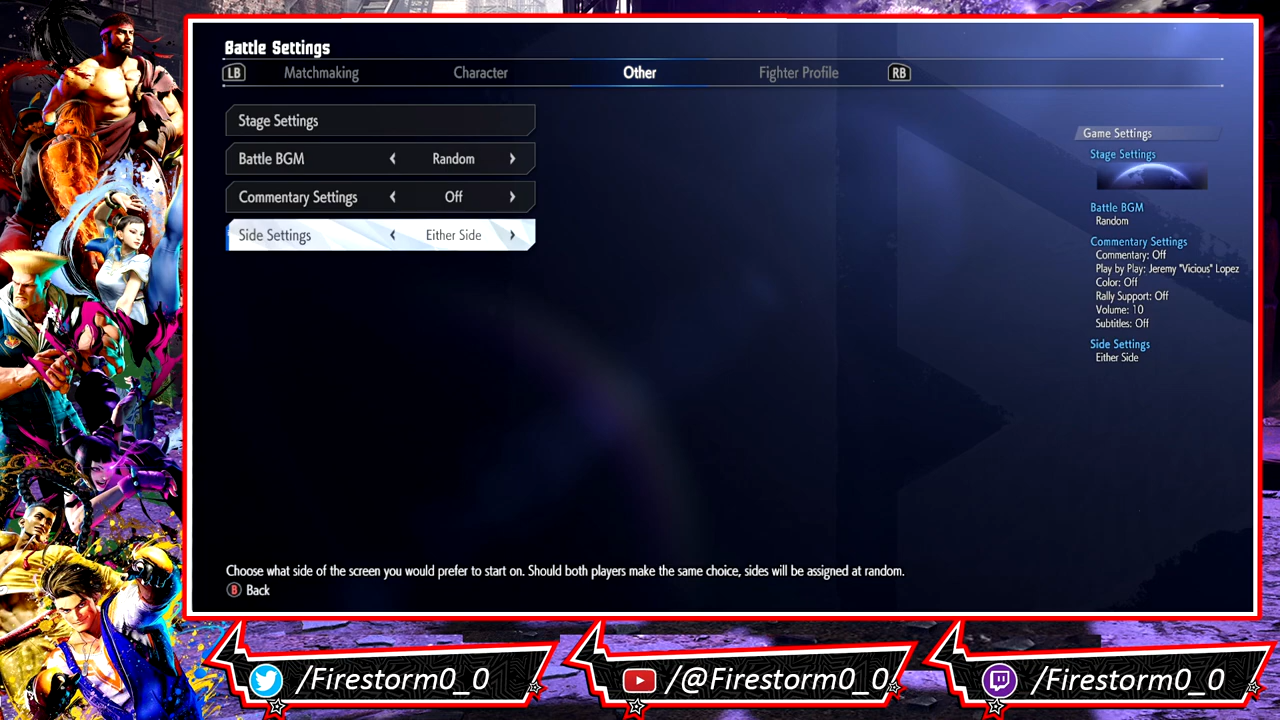 Battle Settings
LB Matchmaking Character Other Fighter Profile RB
Stage Settings
Battle BGM Random
Commentary Settings Off
Side Settings Either Side
Game Settings
Stage Settings
Battle BGM
Random
Commentary Settings
Commentary: Off
Play by Play: Jeremy "Vicious" Lopez
Color: Off
Rally Support: Off
Volume: 10
Subtitles: Off
Side Settings
Either Side
Choose what side of the screen you would prefer to start on. Should both players make the same choice, sides will be assigned at random.
B Back
/Firestorm0_0 /@Firestorm0_0 /Firestorm0_0